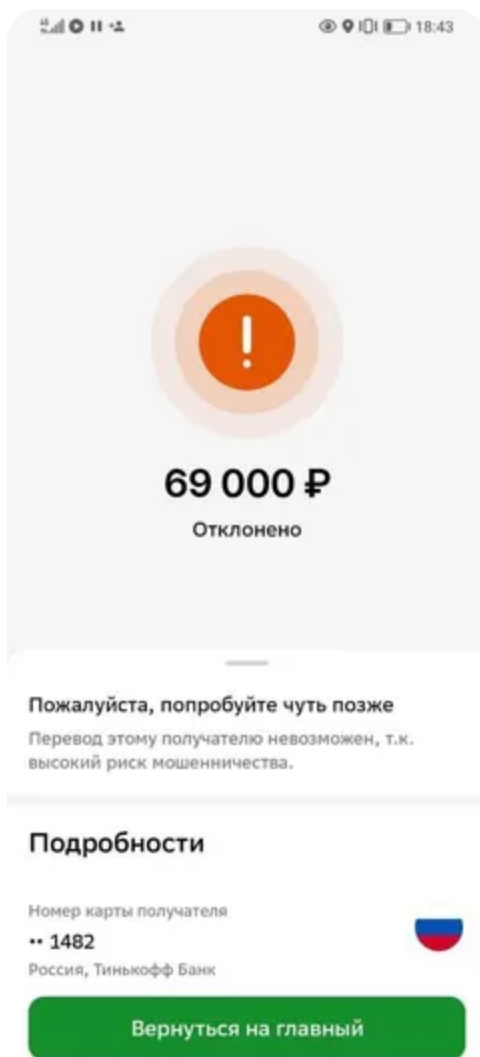 18:43
69 000 ₽
Отклонено
Пожалуйста, попробуйте чуть позже
Перевод этому получателю невозможен, т.к.
высокий риск мошенничества.
Подробности
Номер карты получателя
•• 1482
Россия, Тинькофф Банк
Вернуться на главный